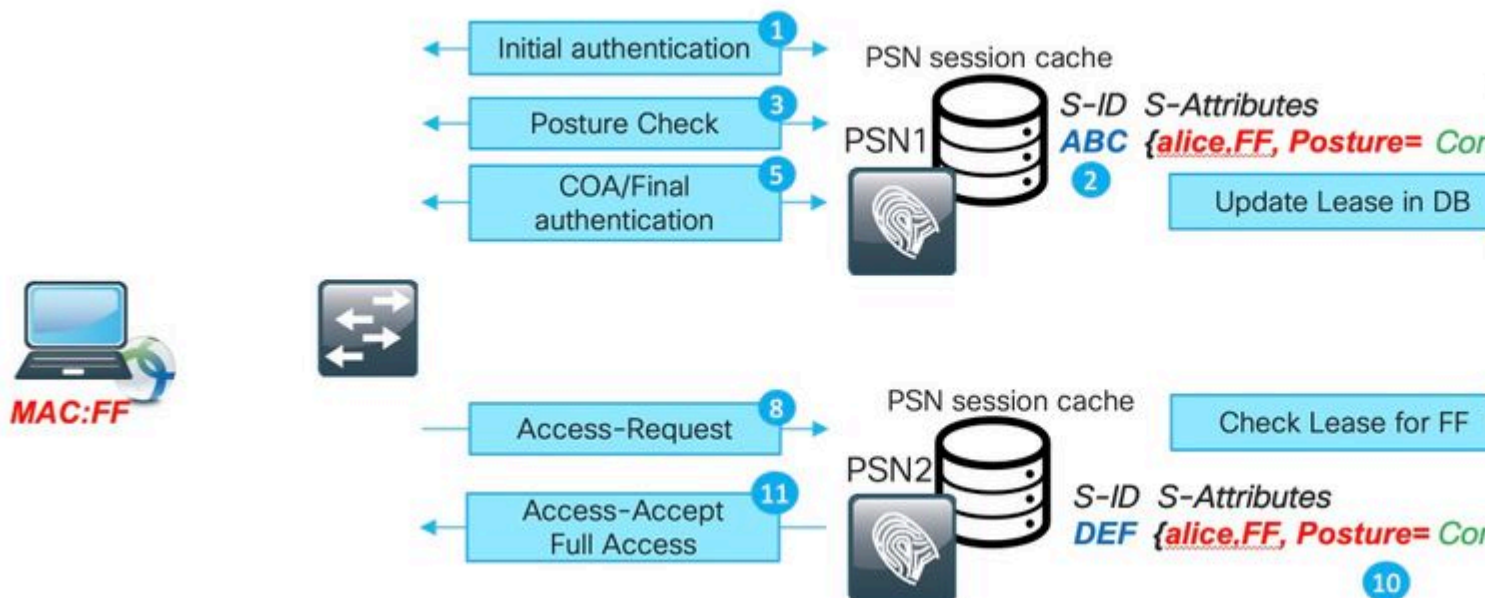 1
Initial authentication
3
Posture Check
5
COA/Final
authentication
PSN session cache
PSN1
S-ID S-Attributes
ABC {alice.FF, Posture= Cor
2
Update Lease in DB
MAC:FF
8
Access-Request
11
Access-Accept
Full Access
PSN session cache
PSN2
Check Lease for FF
S-ID S-Attributes
DEF {alice.FF, Posture= Cor
10